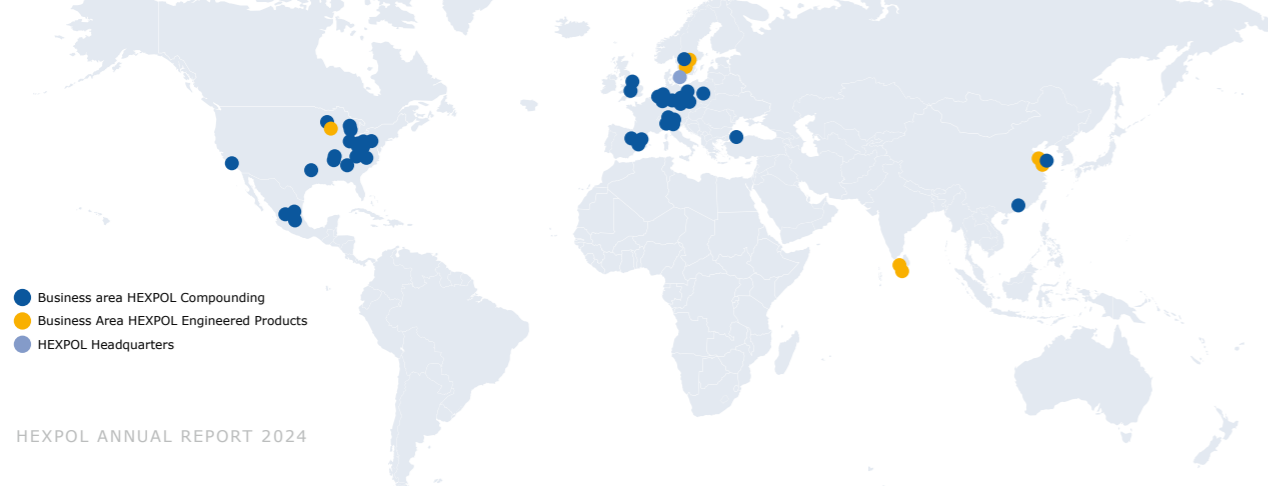 Business area HEXPOL Compounding
Business Area HEXPOL Engineered Products
HEXPOL Headquarters
HEXPOL ANNUAL REPORT 2024